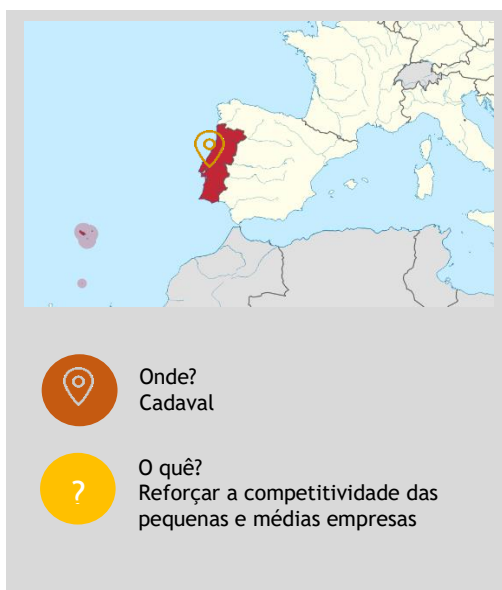 Onde?
Cadaval
?
O quê?
Reforçar a competitividade das
pequenas e médias empresas